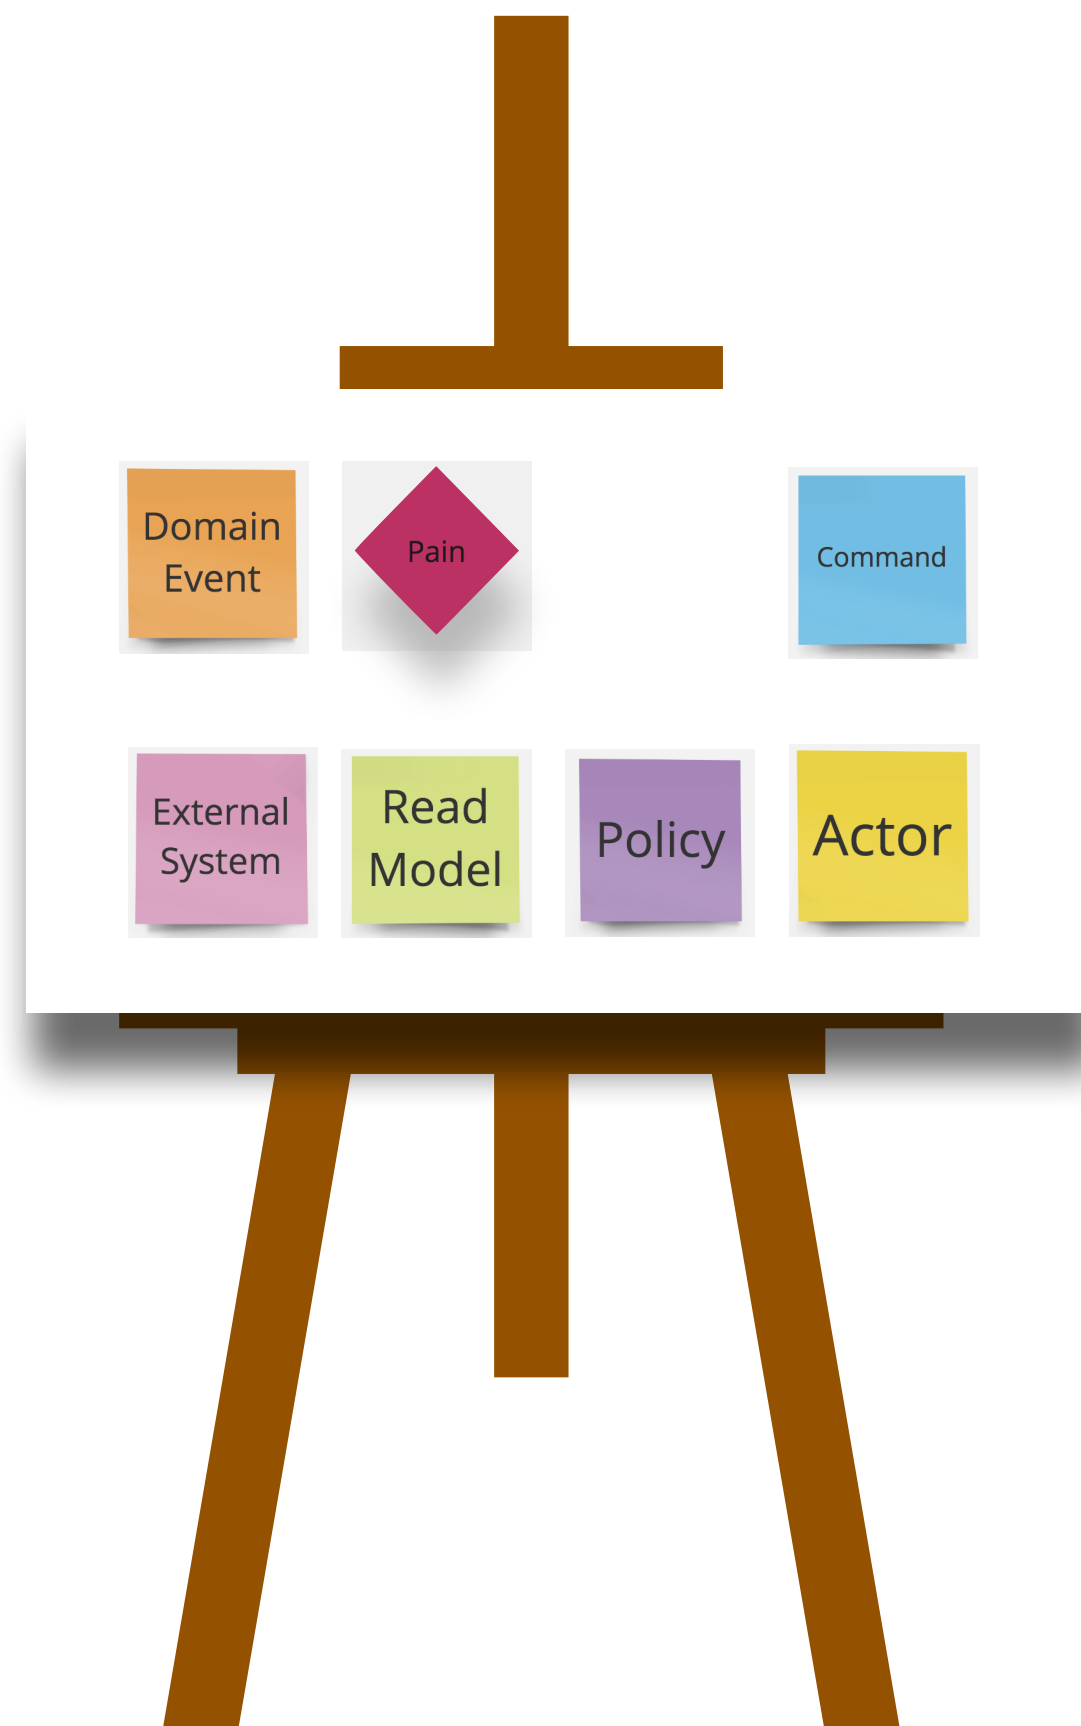 Domain
Event
Pain
Command
External
System
Read
Model
Policy
Actor